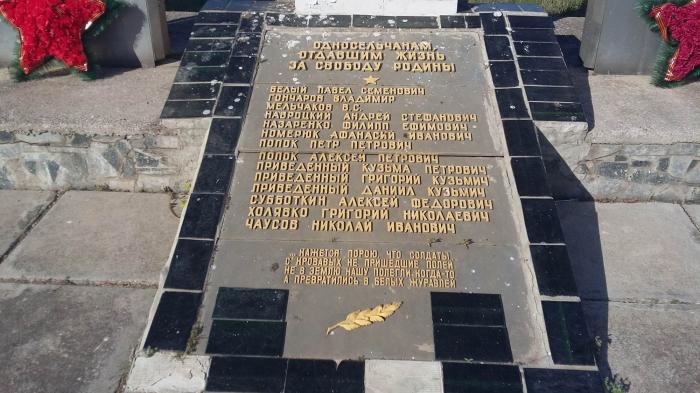 ОДНОСЕЛЬЧАНАМ,
ОТДАВШИМ ЖИЗНЬ
ЗА СВОБОДУ РОДИНЫ
БЕЛЫЙ ПАВЕЛ СЕМЕНОВИЧ
ГОНЧАРОВ ВЛАДИМИР
МЕЛЬЧАКОВ В.С.
НАВРОЦКИЙ АНДРЕЙ СТЕФАНОВИЧ
НАЗАРЕНКО ФИЛИПП ЕФИМОВИЧ
НОМЕРЮК АФАНАСИЙ ИВАНОВИЧ
ПОПОК ПЕТР ПЕТРОВИЧ
ПОПОК АЛЕКСЕЙ ПЕТРОВИЧ
ПРИВЕДЕННЫЙ КУЗЬМА ПЕТРОВИЧ
ПРИВЕДЕННЫЙ ГРИГОРИЙ КУЗЬМИЧ
ПРИВЕДЕННЫЙ ДАНИИЛ КУЗЬМИЧ
СУББОТКИН АЛЕКСЕЙ ФЕДОРОВИЧ
ХОЛЯВКО ГРИГОРИЙ НИКОЛАЕВИЧ
ЧАУСОВ НИКОЛАЙ ИВАНОВИЧ
КАЖЕТСЯ ПОРОЮ, ЧТО СОЛДАТЫ,
С КРОВАВЫХ НЕ ПРИШЕДШИЕ ПОЛЕЙ
НЕ В ЗЕМЛЮ НАШУ ПОЛЕГЛИ КОГДА-ТО
А ПРЕВРАТИЛИСЬ В БЕЛЫХ ЖУРАВЛЕЙ